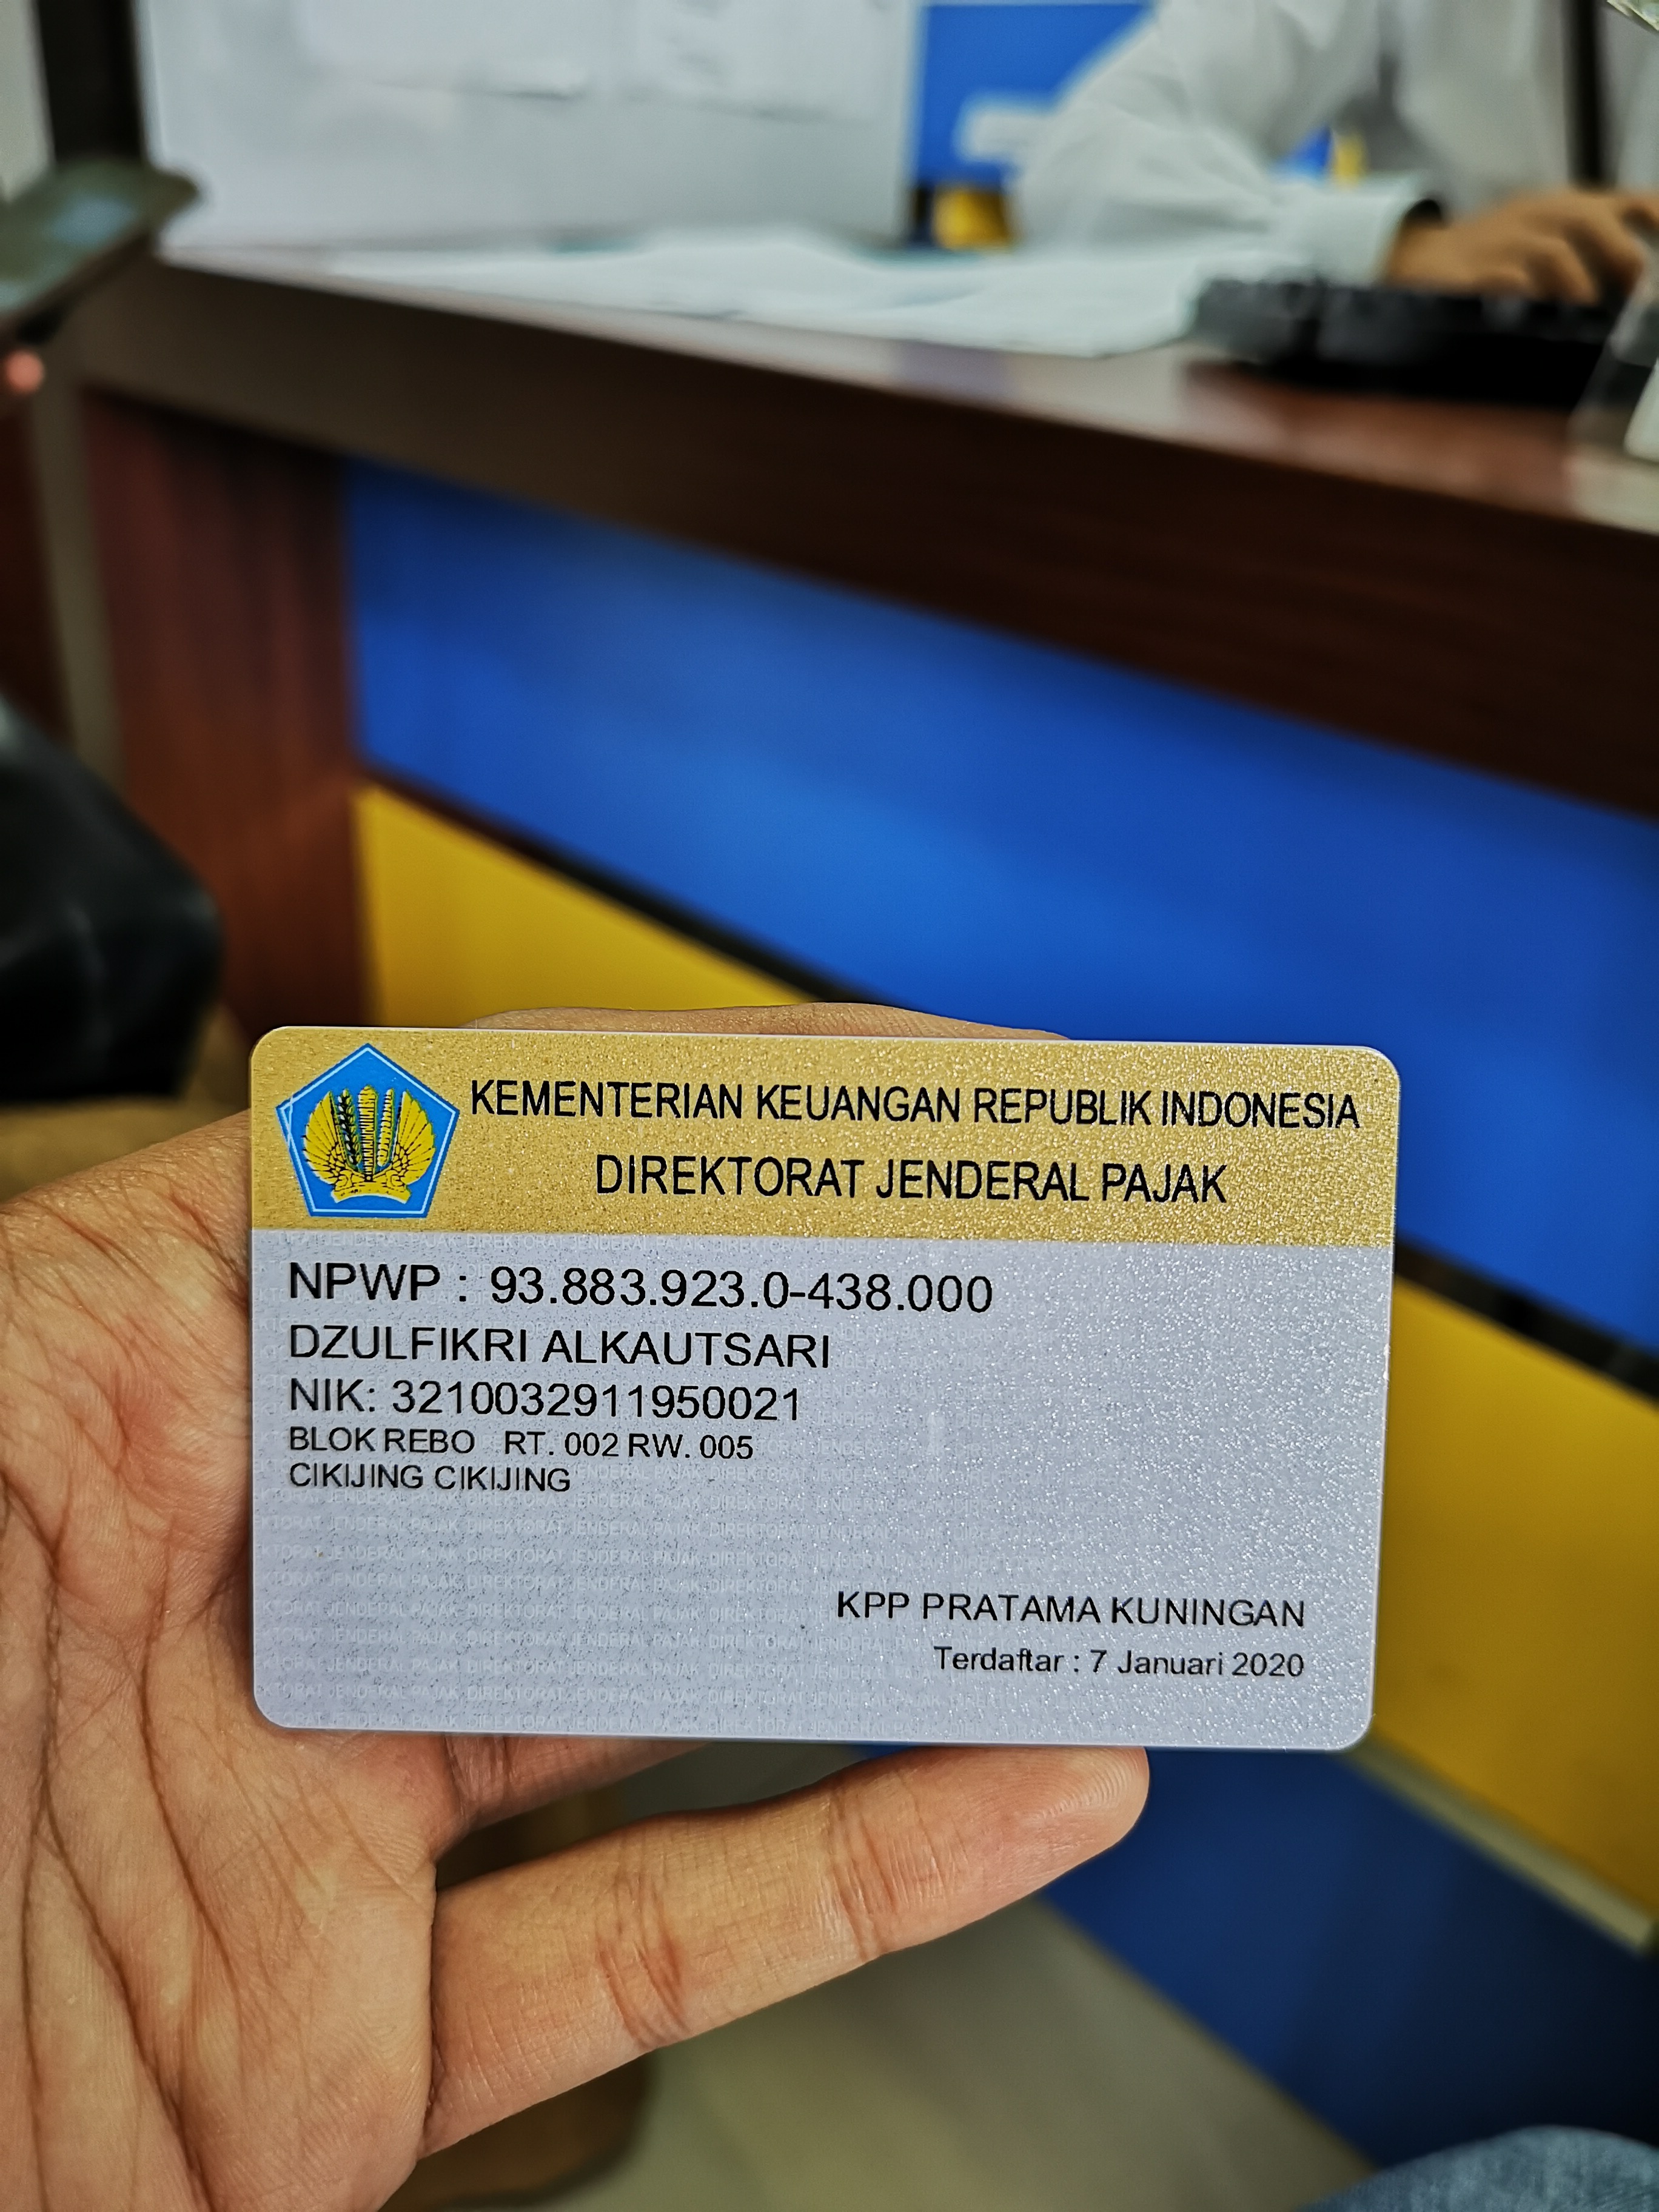 KEMENTERIAN KEUANGAN REPUBLIK INDONESIA
DIREKTORAT JENDERAL PAJAK
NPWP : 93.883.923.0-438.000
DZULFIKRI ALKAUTSARI
NIK: 3210032911950021
BLOK REBO RT. 002 RW. 005
CIKIJING CIKIJING
KPP PRATAMA KUNINGAN
Terdaftar : 7 Januari 2020